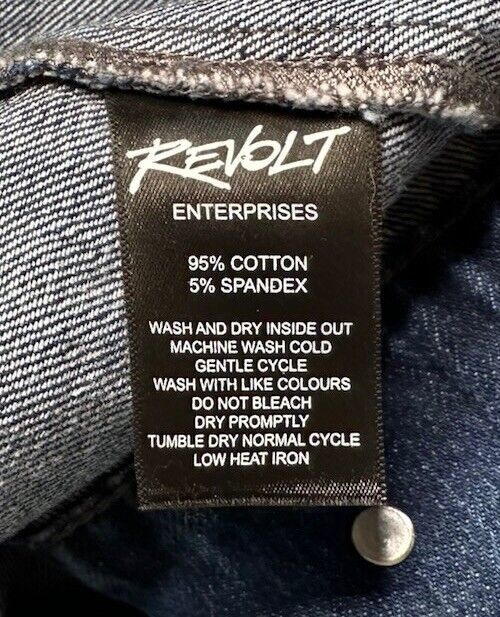 REVOLT
ENTERPRISES
95% COTTON
5% SPANDEX
WASH AND DRY INSIDE OUT
MACHINE WASH COLD
GENTLE CYCLE
WASH WITH LIKE COLOURS
DO NOT BLEACH
DRY PROMPTLY
TUMBLE DRY NORMAL CYCLE
LOW HEAT IRON